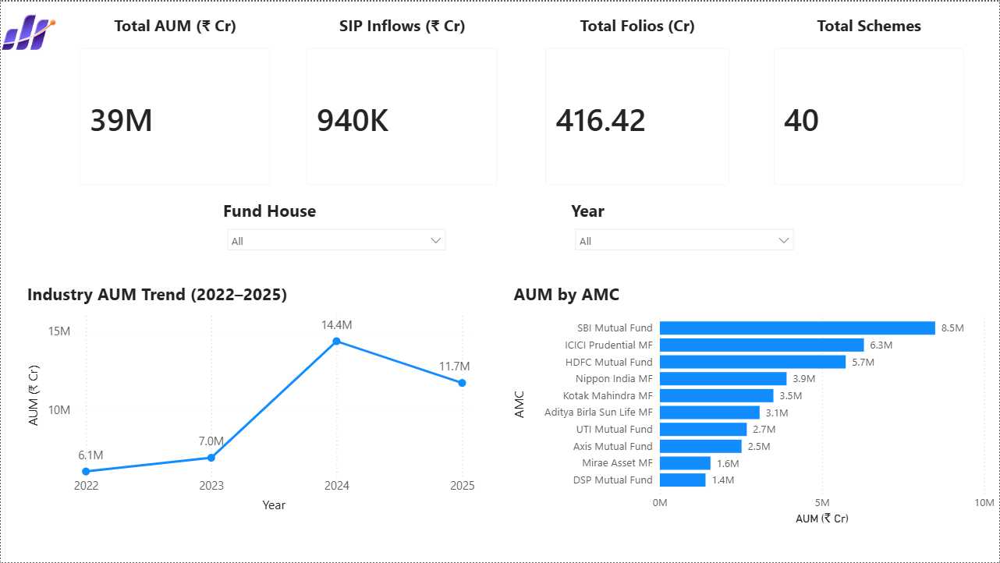 Total AUM (₹ Cr)
SIP Inflows (₹ Cr)
Total Folios (Cr)
Total Schemes
39M
940K
416.42
40
Fund House
Year
All
All
Industry AUM Trend (2022–2025)
AUM (₹ Cr)
15M
10M
6.1M
7.0M
14.4M
11.7M
2022
2023
2024
2025
Year
AUM by AMC
AMC
SBI Mutual Fund 8.5M
ICICI Prudential MF 6.3M
HDFC Mutual Fund 5.7M
Nippon India MF 3.9M
Kotak Mahindra MF 3.5M
Aditya Birla Sun Life MF 3.1M
UTI Mutual Fund 2.7M
Axis Mutual Fund 2.5M
Mirae Asset MF 1.6M
DSP Mutual Fund 1.4M
0M 5M 10M
AUM (₹ Cr)